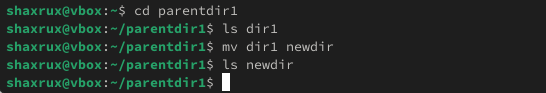 shaxrux@vbox:~$ cd parentdir1
shaxrux@vbox:~/parentdir1$ ls dir1
shaxrux@vbox:~/parentdir1$ mv dir1 newdir
shaxrux@vbox:~/parentdir1$ ls newdir
shaxrux@vbox:~/parentdir1$